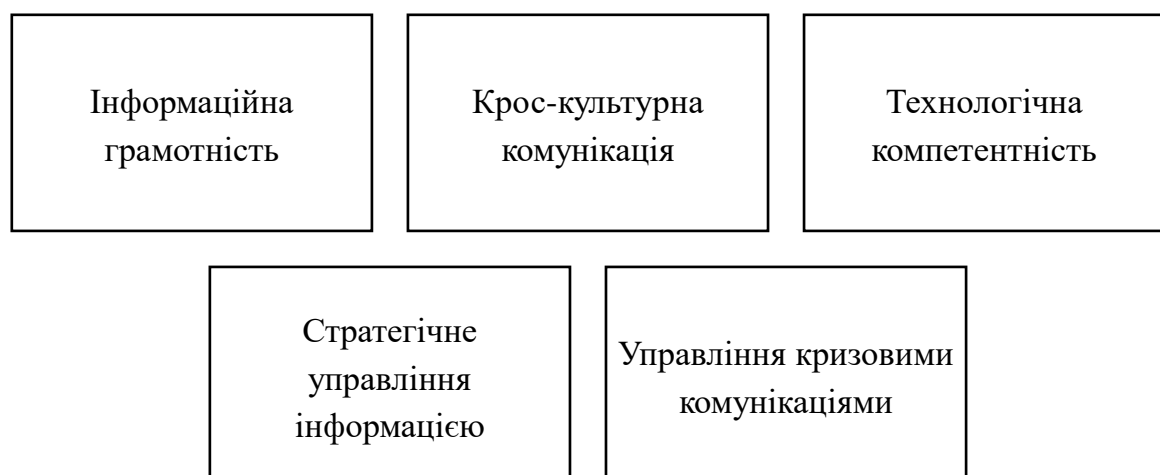 Інформаційна
грамотність
Крос-культурна
комунікація
Технологічна
компетентність
Стратегічне
управління
інформацією
Управління кризовими
комунікаціями